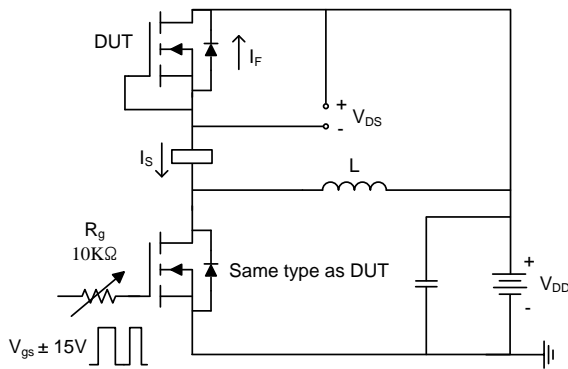 DUT
I_F
+
V_DS
-
I_S
L
R_g
10KΩ
Same type as DUT
+
V_DD
-
V_gs ± 15V